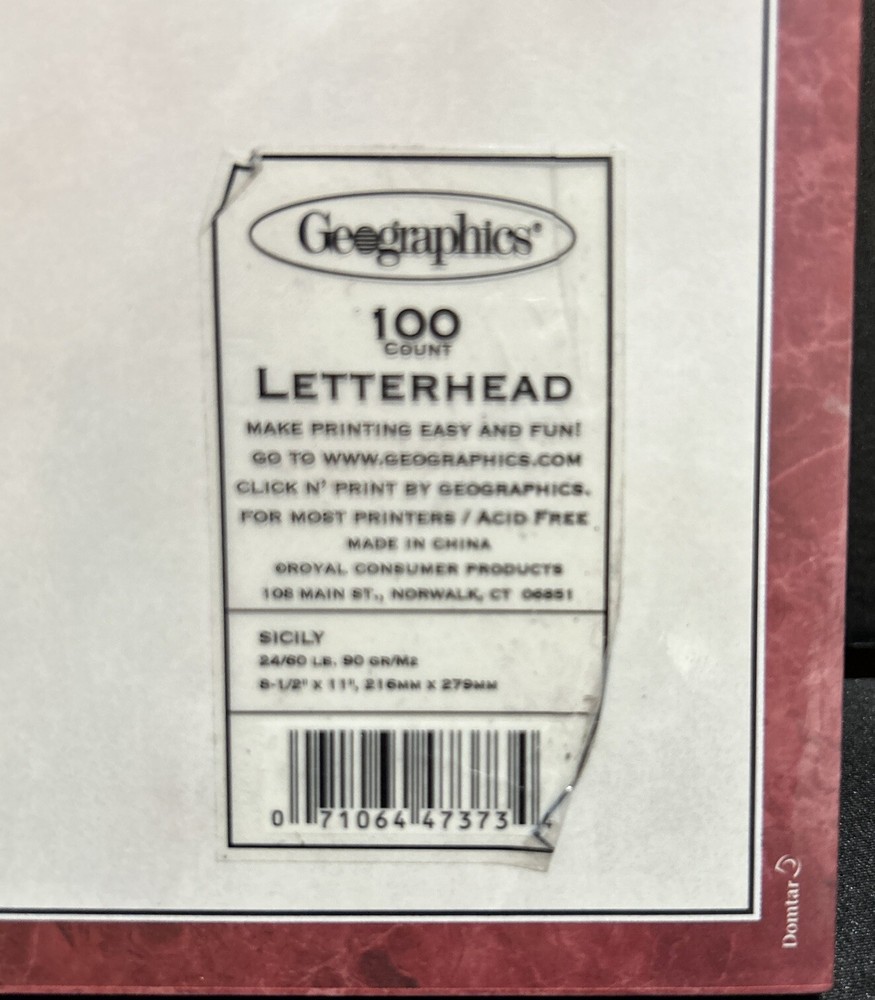 Geographics®
100
COUNT
LETTERHEAD
MAKE PRINTING EASY AND FUN!
GO TO WWW.GEOGRAPHICS.COM
CLICK N' PRINT BY GEOGRAPHICS.
FOR MOST PRINTERS / ACID FREE
MADE IN CHINA
©ROYAL CONSUMER PRODUCTS
108 MAIN ST., NORWALK, CT 06851
SICILY
24/60 LB. 90 GR/M2
8-1/2" X 11", 216MM X 279MM
0 71064 47373 4
Domtar